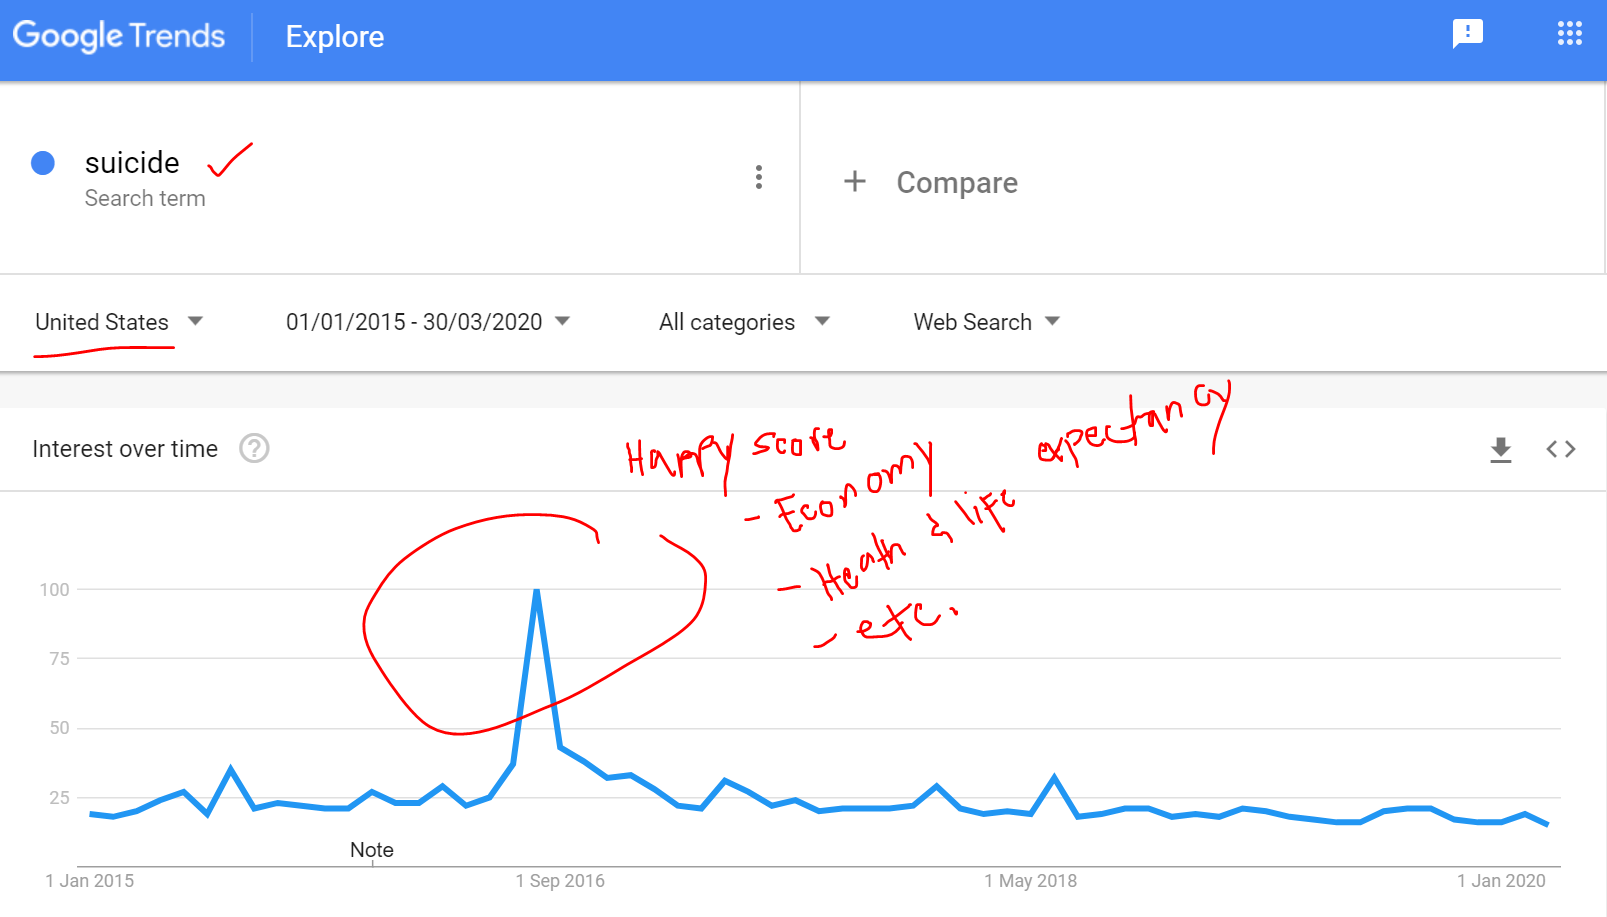 Google Trends Explore
suicide
Search term
+ Compare
United States 01/01/2015 - 30/03/2020 All categories Web Search
Interest over time ?
Happy score
- Economy
- Heath & life expectancy
- etc.
100
75
50
25
Note
1 Jan 2015 1 Sep 2016 1 May 2018 1 Jan 2020